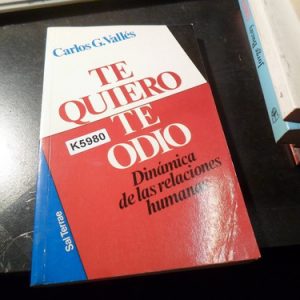 Carlos G. Vallés
TE
QUIERO
TE
ODIO
K5980
Dinámica
de las relaciones
humanas
Sal Terrae